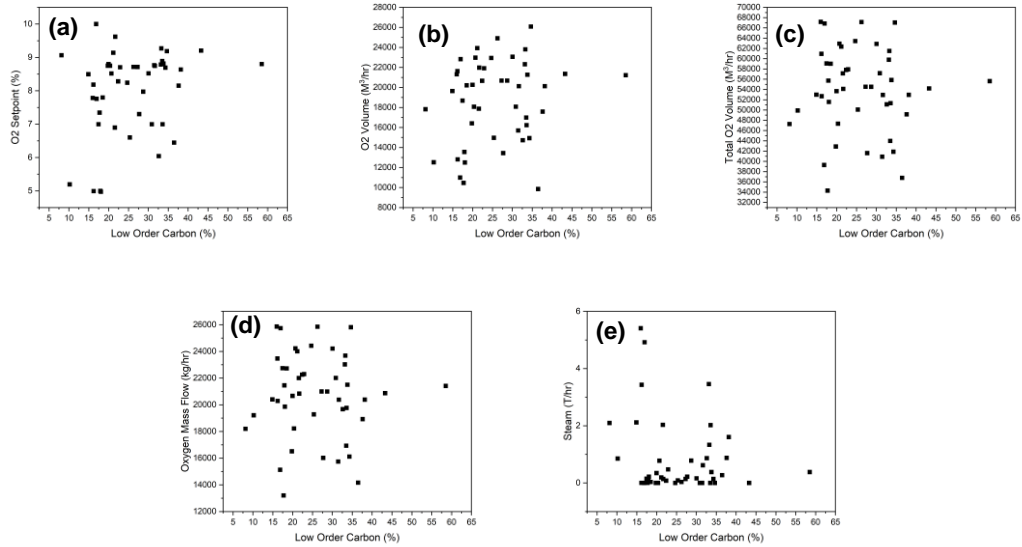 (a)
10
9
8
7
6
5
O2 Setpoint (%)
5 10 15 20 25 30 35 40 45 50 55 60 65
Low Order Carbon (%)
(b)
28000
26000
24000
22000
20000
18000
16000
14000
12000
10000
8000
O2 Volume (M³/hr)
5 10 15 20 25 30 35 40 45 50 55 60 65
Low Order Carbon (%)
(c)
70000
68000
66000
64000
62000
60000
58000
56000
54000
52000
50000
48000
46000
44000
42000
40000
38000
36000
34000
32000
Total O2 Volume (M³/hr)
5 10 15 20 25 30 35 40 45 50 55 60 65
Low Order Carbon (%)
(d)
26000
24000
22000
20000
18000
16000
14000
12000
Oxygen Mass Flow (kg/hr)
5 10 15 20 25 30 35 40 45 50 55 60 65
Low Order Carbon (%)
(e)
6
4
2
0
Steam (T/hr)
5 10 15 20 25 30 35 40 45 50 55 60 65
Low Order Carbon (%)